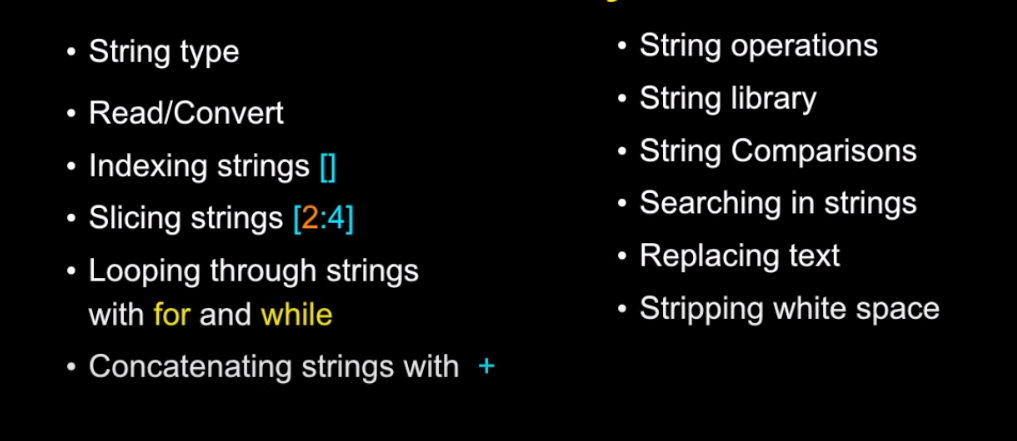 • String type
• Read/Convert
• Indexing strings []
• Slicing strings [2:4]
• Looping through strings
with for and while
• Concatenating strings with +
• String operations
• String library
• String Comparisons
• Searching in strings
• Replacing text
• Stripping white space